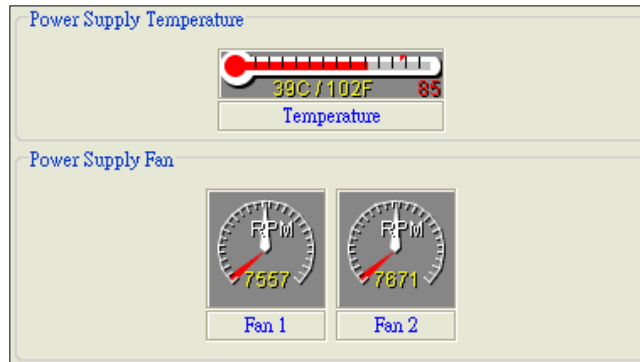 Power Supply Temperature
39C / 102F 85
Temperature
Power Supply Fan
RPM RPM
7557 7671
Fan 1 Fan 2